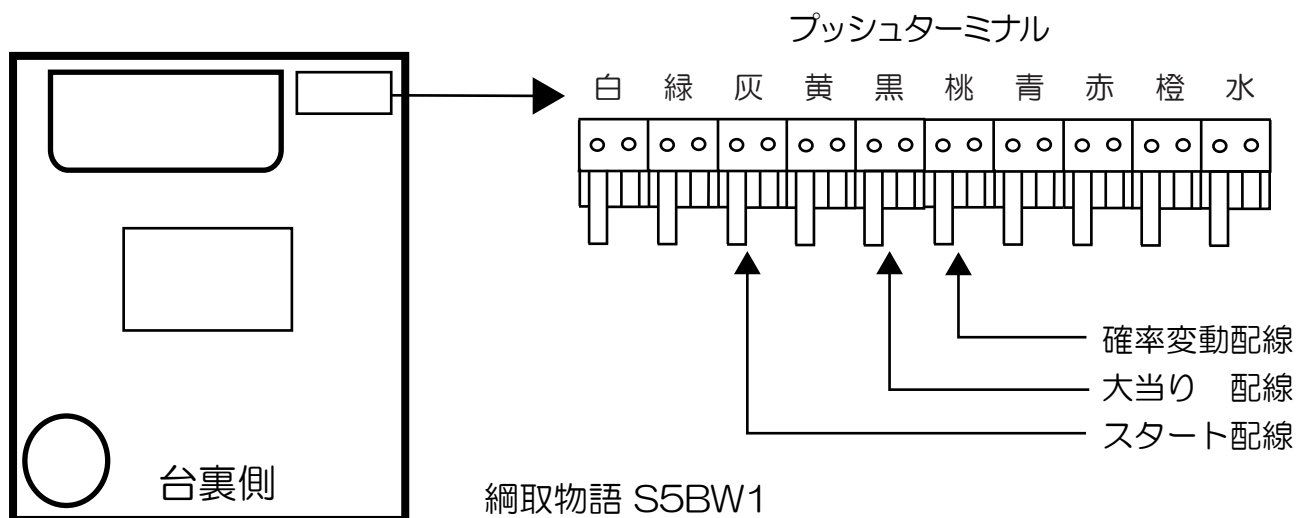 プッシュターミナル
白 緑 灰 黄 黒 桃 青 赤 橙 水
確率変動配線
大当り　配線
スタート配線
台裏側
綱取物語 S5BW1